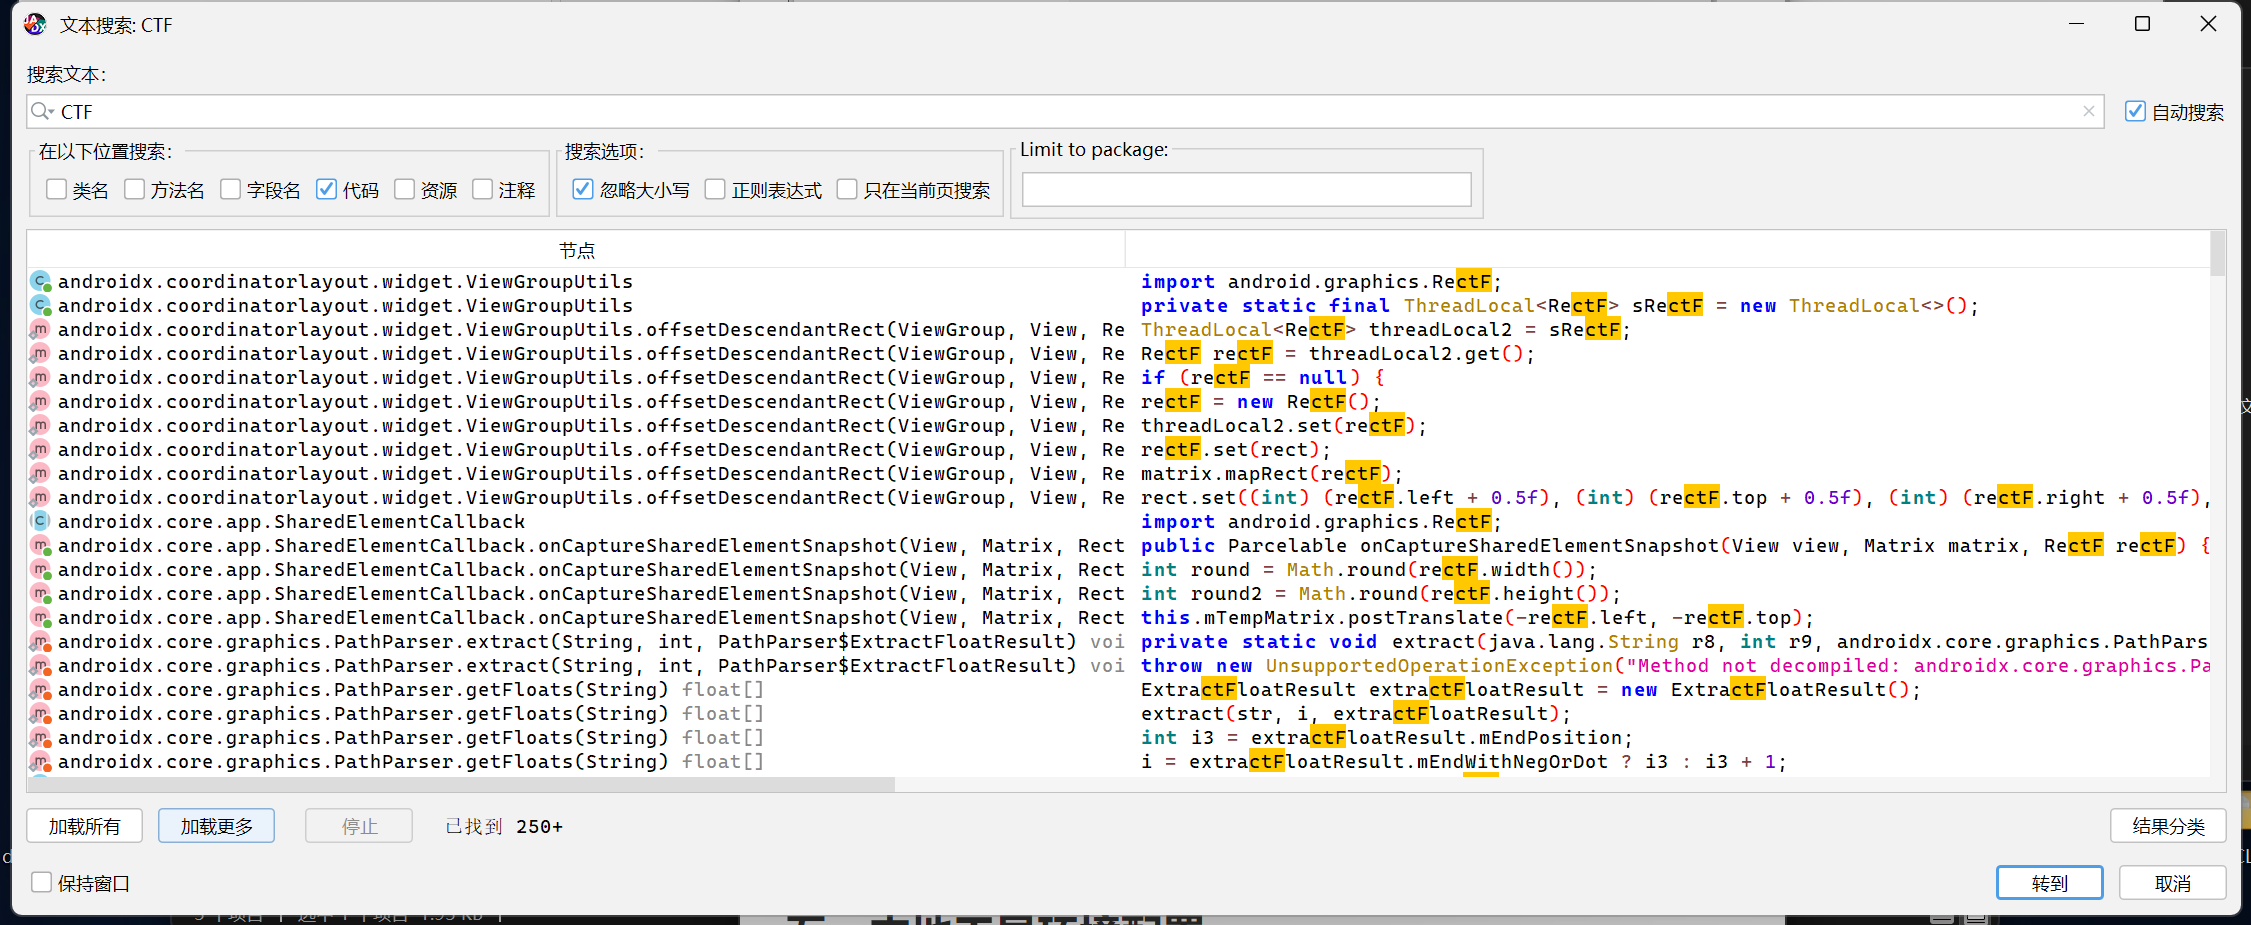 文本搜索: CTF
搜索文本:
CTF
自动搜索
在以下位置搜索:
类名 方法名 字段名 代码 资源 注释
搜索选项:
忽略大小写 正则表达式 只在当前页搜索
Limit to package:
节点
androidx.coordinatorlayout.widget.ViewGroupUtils import android.graphics.RectF;
androidx.coordinatorlayout.widget.ViewGroupUtils private static final ThreadLocal<RectF> sRectF = new ThreadLocal<>();
androidx.coordinatorlayout.widget.ViewGroupUtils.offsetDescendantRect(ViewGroup, View, Re ThreadLocal<RectF> threadLocal2 = sRectF;
androidx.coordinatorlayout.widget.ViewGroupUtils.offsetDescendantRect(ViewGroup, View, Re RectF rectF = threadLocal2.get();
androidx.coordinatorlayout.widget.ViewGroupUtils.offsetDescendantRect(ViewGroup, View, Re if (rectF == null) {
androidx.coordinatorlayout.widget.ViewGroupUtils.offsetDescendantRect(ViewGroup, View, Re rectF = new RectF();
androidx.coordinatorlayout.widget.ViewGroupUtils.offsetDescendantRect(ViewGroup, View, Re threadLocal2.set(rectF);
androidx.coordinatorlayout.widget.ViewGroupUtils.offsetDescendantRect(ViewGroup, View, Re rectF.set(rect);
androidx.coordinatorlayout.widget.ViewGroupUtils.offsetDescendantRect(ViewGroup, View, Re matrix.mapRect(rectF);
androidx.coordinatorlayout.widget.ViewGroupUtils.offsetDescendantRect(ViewGroup, View, Re rect.set((int) (rectF.left + 0.5f), (int) (rectF.top + 0.5f), (int) (rectF.right + 0.5f),
androidx.core.app.SharedElementCallback import android.graphics.RectF;
androidx.core.app.SharedElementCallback.onCaptureSharedElementSnapshot(View, Matrix, Rect public Parcelable onCaptureSharedElementSnapshot(View view, Matrix matrix, RectF rectF) {
androidx.core.app.SharedElementCallback.onCaptureSharedElementSnapshot(View, Matrix, Rect int round = Math.round(rectF.width());
androidx.core.app.SharedElementCallback.onCaptureSharedElementSnapshot(View, Matrix, Rect int round2 = Math.round(rectF.height());
androidx.core.app.SharedElementCallback.onCaptureSharedElementSnapshot(View, Matrix, Rect this.mTempMatrix.postTranslate(-rectF.left, -rectF.top);
androidx.core.graphics.PathParser.extract(String, int, PathParser$ExtractFloatResult) voi private static void extract(java.lang.String r8, int r9, androidx.core.graphics.PathPars
androidx.core.graphics.PathParser.extract(String, int, PathParser$ExtractFloatResult) voi throw new UnsupportedOperationException("Method not decompiled: androidx.core.graphics.Pa
androidx.core.graphics.PathParser.getFloats(String) float[] ExtractFloatResult extractFloatResult = new ExtractFloatResult();
androidx.core.graphics.PathParser.getFloats(String) float[] extract(str, i, extractFloatResult);
androidx.core.graphics.PathParser.getFloats(String) float[] int i3 = extractFloatResult.mEndPosition;
androidx.core.graphics.PathParser.getFloats(String) float[] i = extractFloatResult.mEndWithNegOrDot ? i3 : i3 + 1;
加载所有 加载更多 停止 已找到 250+ 结果分类
保持窗口 转到 取消